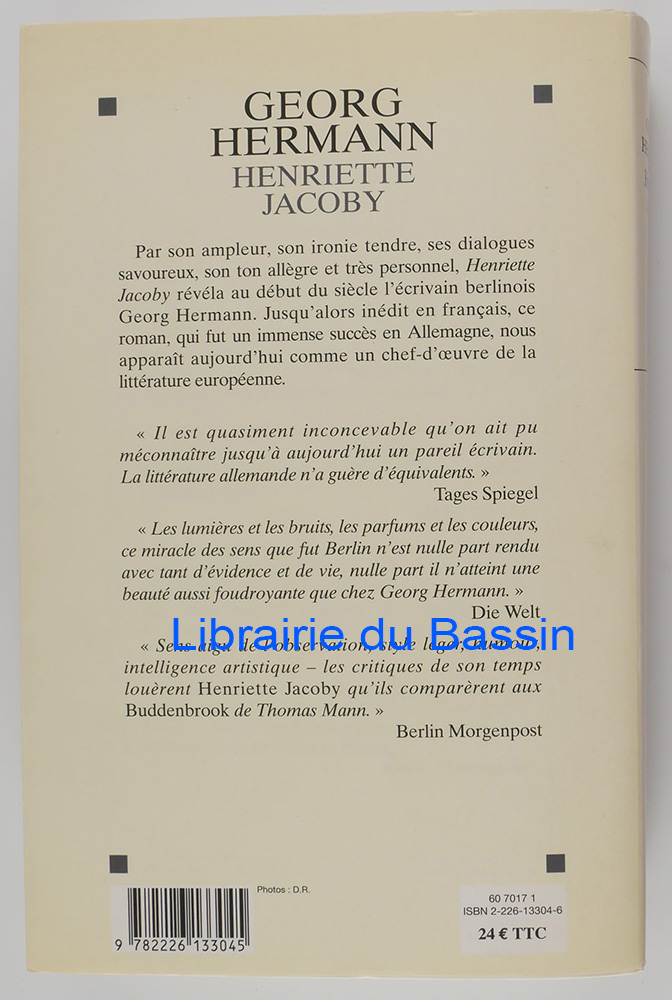 GEORG
HERMANN
HENRIETTE
JACOBY
Par son ampleur, son ironie tendre, ses dialogues
savoureux, son ton allègre et très personnel, Henriette
Jacoby révéla au début du siècle l'écrivain berlinois
Georg Hermann. Jusqu'alors inédit en français, ce
roman, qui fut un immense succès en Allemagne, nous
apparaît aujourd'hui comme un chef-d'œuvre de la
littérature européenne.
« Il est quasiment inconcevable qu'on ait pu
méconnaître jusqu'à aujourd'hui un pareil écrivain.
La littérature allemande n'a guère d'équivalents. »
Tages Spiegel
« Les lumières et les bruits, les parfums et les couleurs,
ce miracle des sens que fut Berlin n'est nulle part rendu
avec tant d'évidence et de vie, nulle part il n'atteint une
beauté aussi foudroyante que chez Georg Hermann. »
Die Welt
Librairie du Bassin
« Sens aigu de l'observation, style léger, humour,
intelligence artistique – les critiques de son temps
louèrent Henriette Jacoby qu'ils comparèrent aux
Buddenbrook de Thomas Mann. »
Berlin Morgenpost
Photos : D.R.
9 782226 133045
60 7017 1
ISBN 2-226-13304-6
24 € TTC